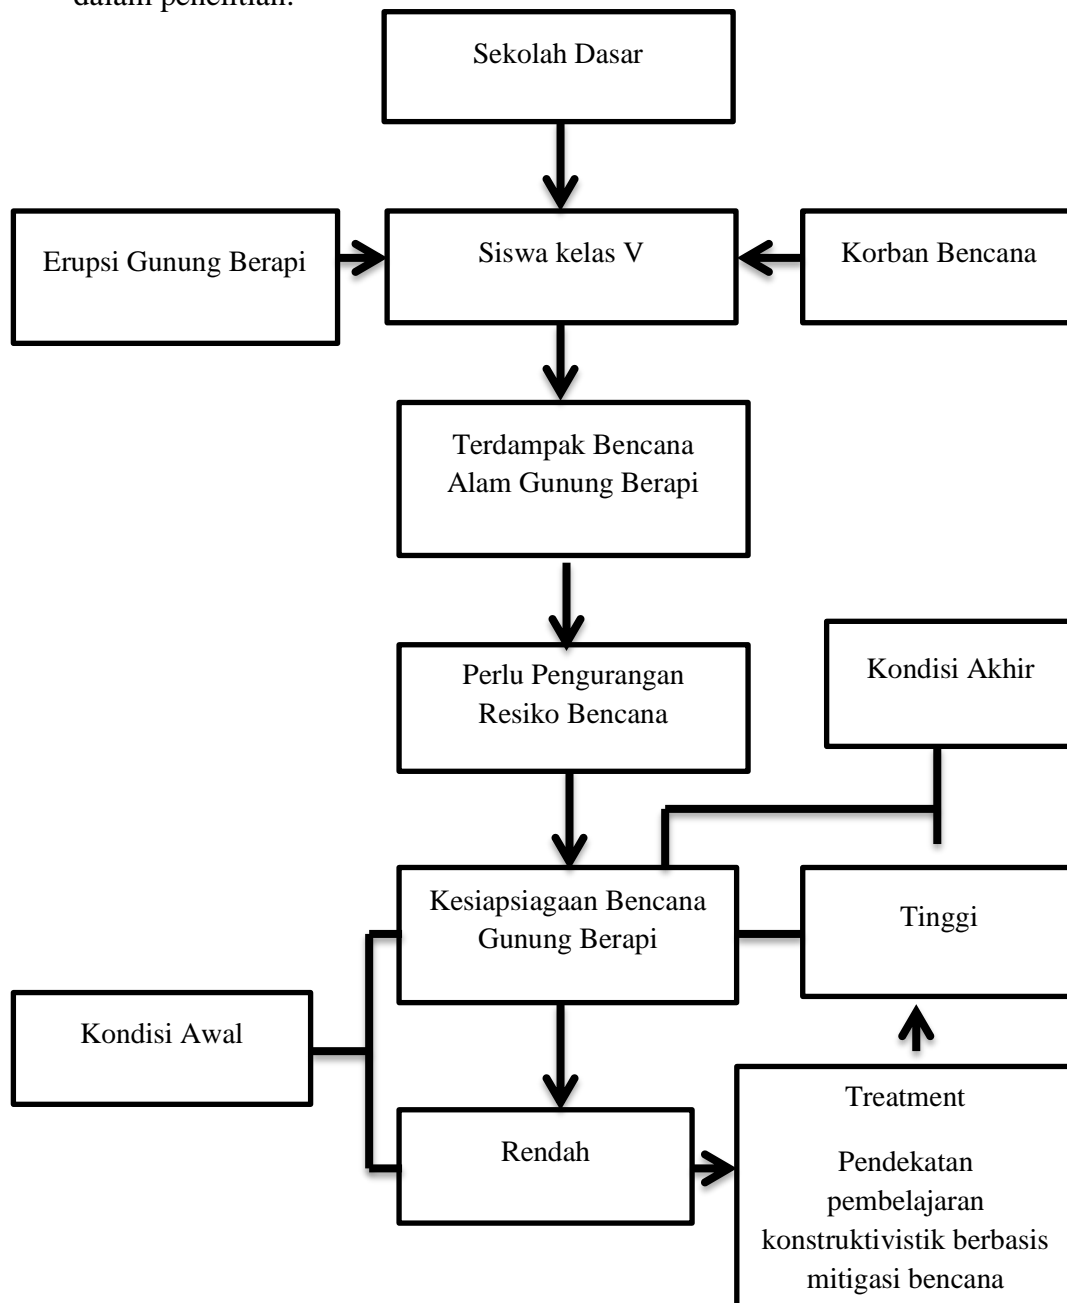 dalam penelitian.
Sekolah Dasar
Erupsi Gunung Berapi
Siswa kelas V
Korban Bencana
Terdampak Bencana
Alam Gunung Berapi
Perlu Pengurangan
Resiko Bencana
Kondisi Akhir
Kesiapsiagaan Bencana
Gunung Berapi
Tinggi
Kondisi Awal
Rendah
Treatment
Pendekatan
pembelajaran
konstruktivistik berbasis
mitigasi bencana